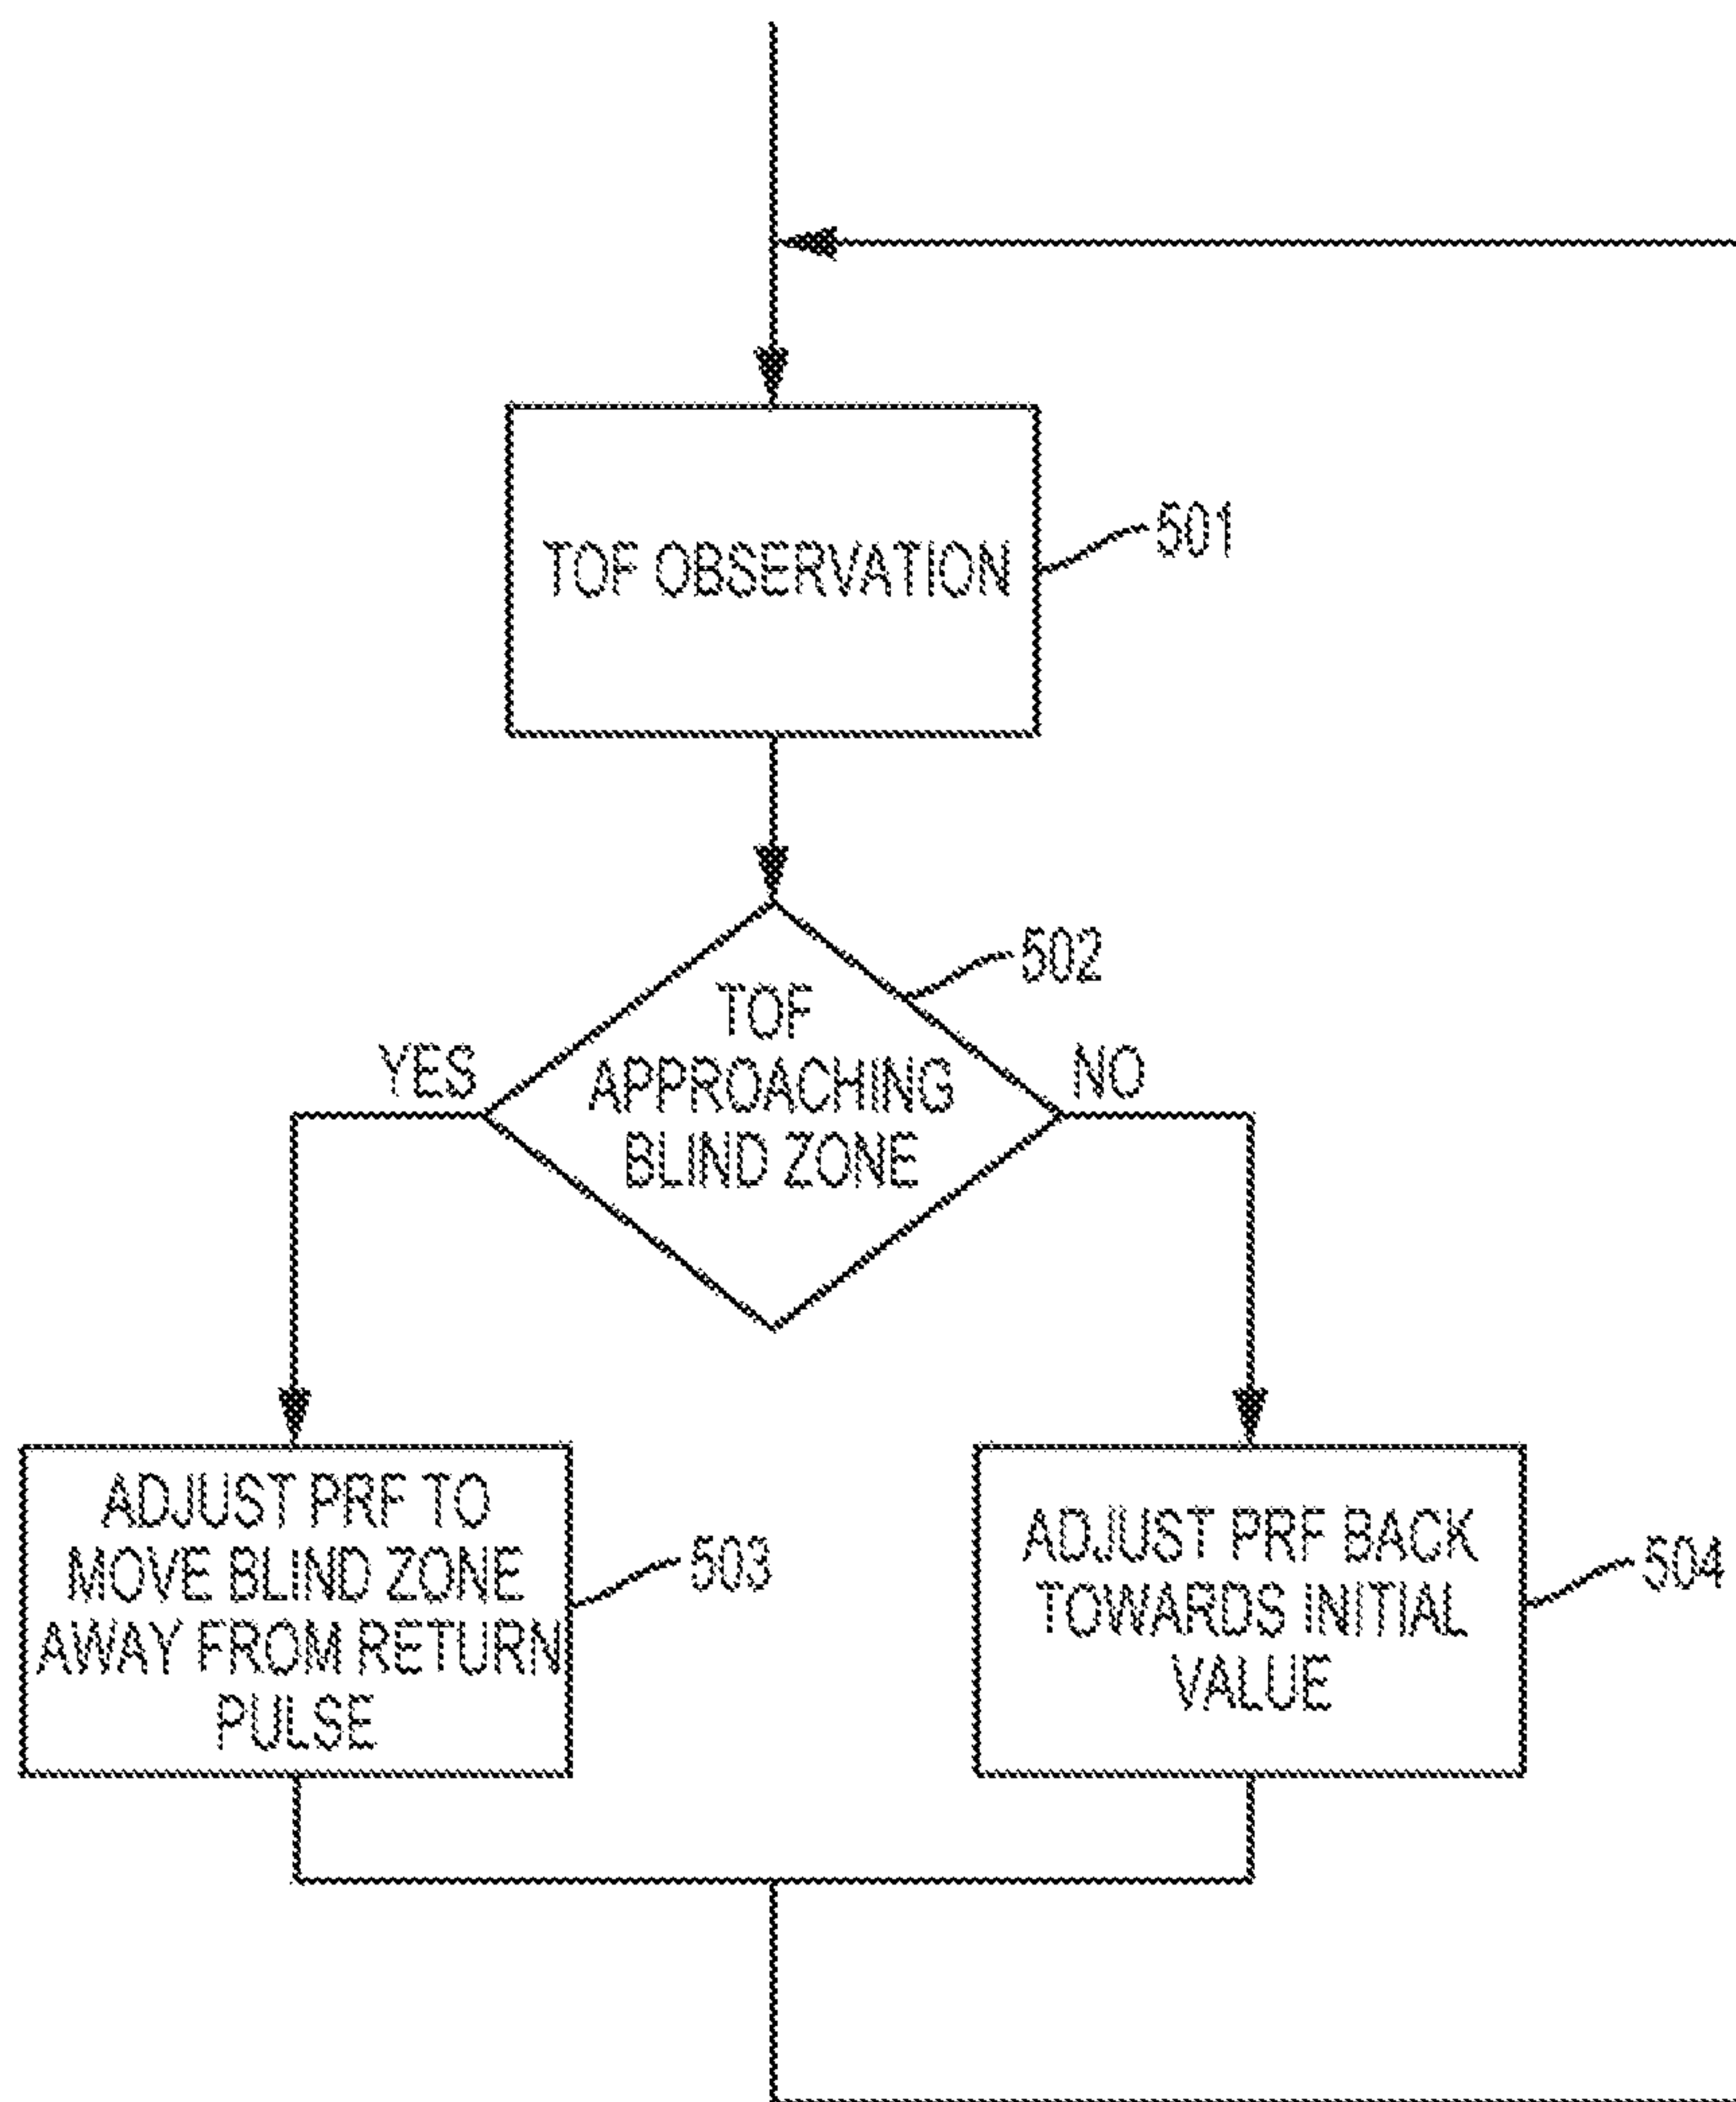 TOF OBSERVATION
501
502
TOF
APPROACHING
BLIND ZONE
YES
NO
ADJUST PRF TO
MOVE BLIND ZONE
AWAY FROM RETURN
PULSE
503
ADJUST PRF BACK
TOWARDS INITIAL
VALUE
504